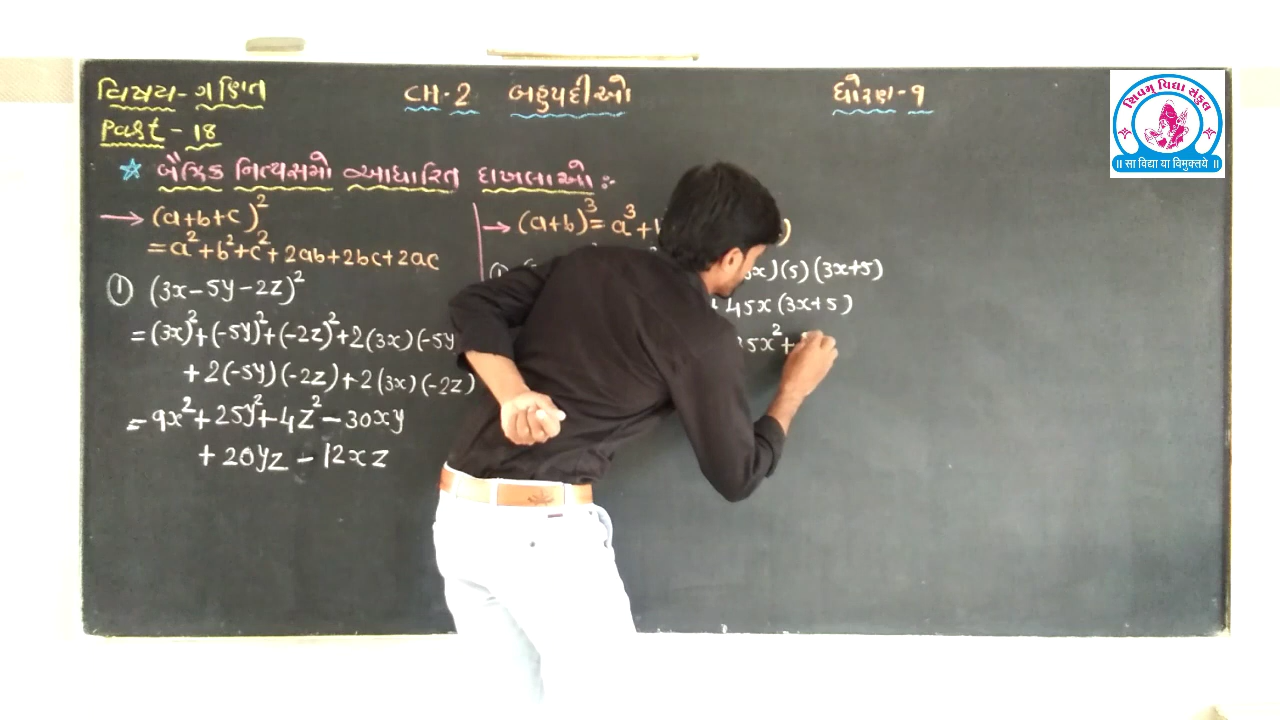 વિષય - ગણિત
CH-2 બહુપદીઓ
ધોરણ - ૧
Part - 18
શિવમ્ વિદ્યા સંકુલ
॥ सा विद्या या विमुक्तये ॥
☆ બૈજિક નિત્યસમો આધારિત દાખલાઓ :-
→ (a+b+c)²
= a²+b²+c²+2ab+2bc+2ac
① (3x-5y-2z)²
= (3x)²+(-5y)²+(-2z)²+2(3x)(-5y
+2(-5y)(-2z)+2(3x)(-2z)
= 9x²+25y²+4z²-30xy
+20yz-12xz
→ (a+b)³ = a³+
x)(5)(3x+5)
45x(3x+5)
5x²+